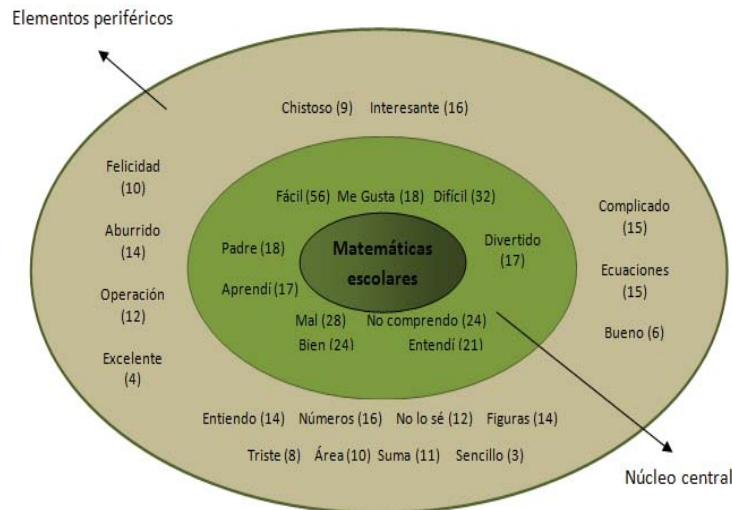 Elementos periféricos
Chistoso (9) Interesante (16)
Felicidad
(10)
Aburrido
(14)
Operación
(12)
Excelente
(4)
Fácil (56) Me Gusta (18) Difícil (32)
Padre (18)
Aprendí (17)
Matemáticas
escolares
Divertido
(17)
Mal (28) No comprendo (24)
Bien (24) Entendí (21)
Complicado
(15)
Ecuaciones
(15)
Bueno (6)
Entiendo (14) Números (16) No lo sé (12) Figuras (14)
Triste (8) Área (10) Suma (11) Sencillo (3)
Núcleo central